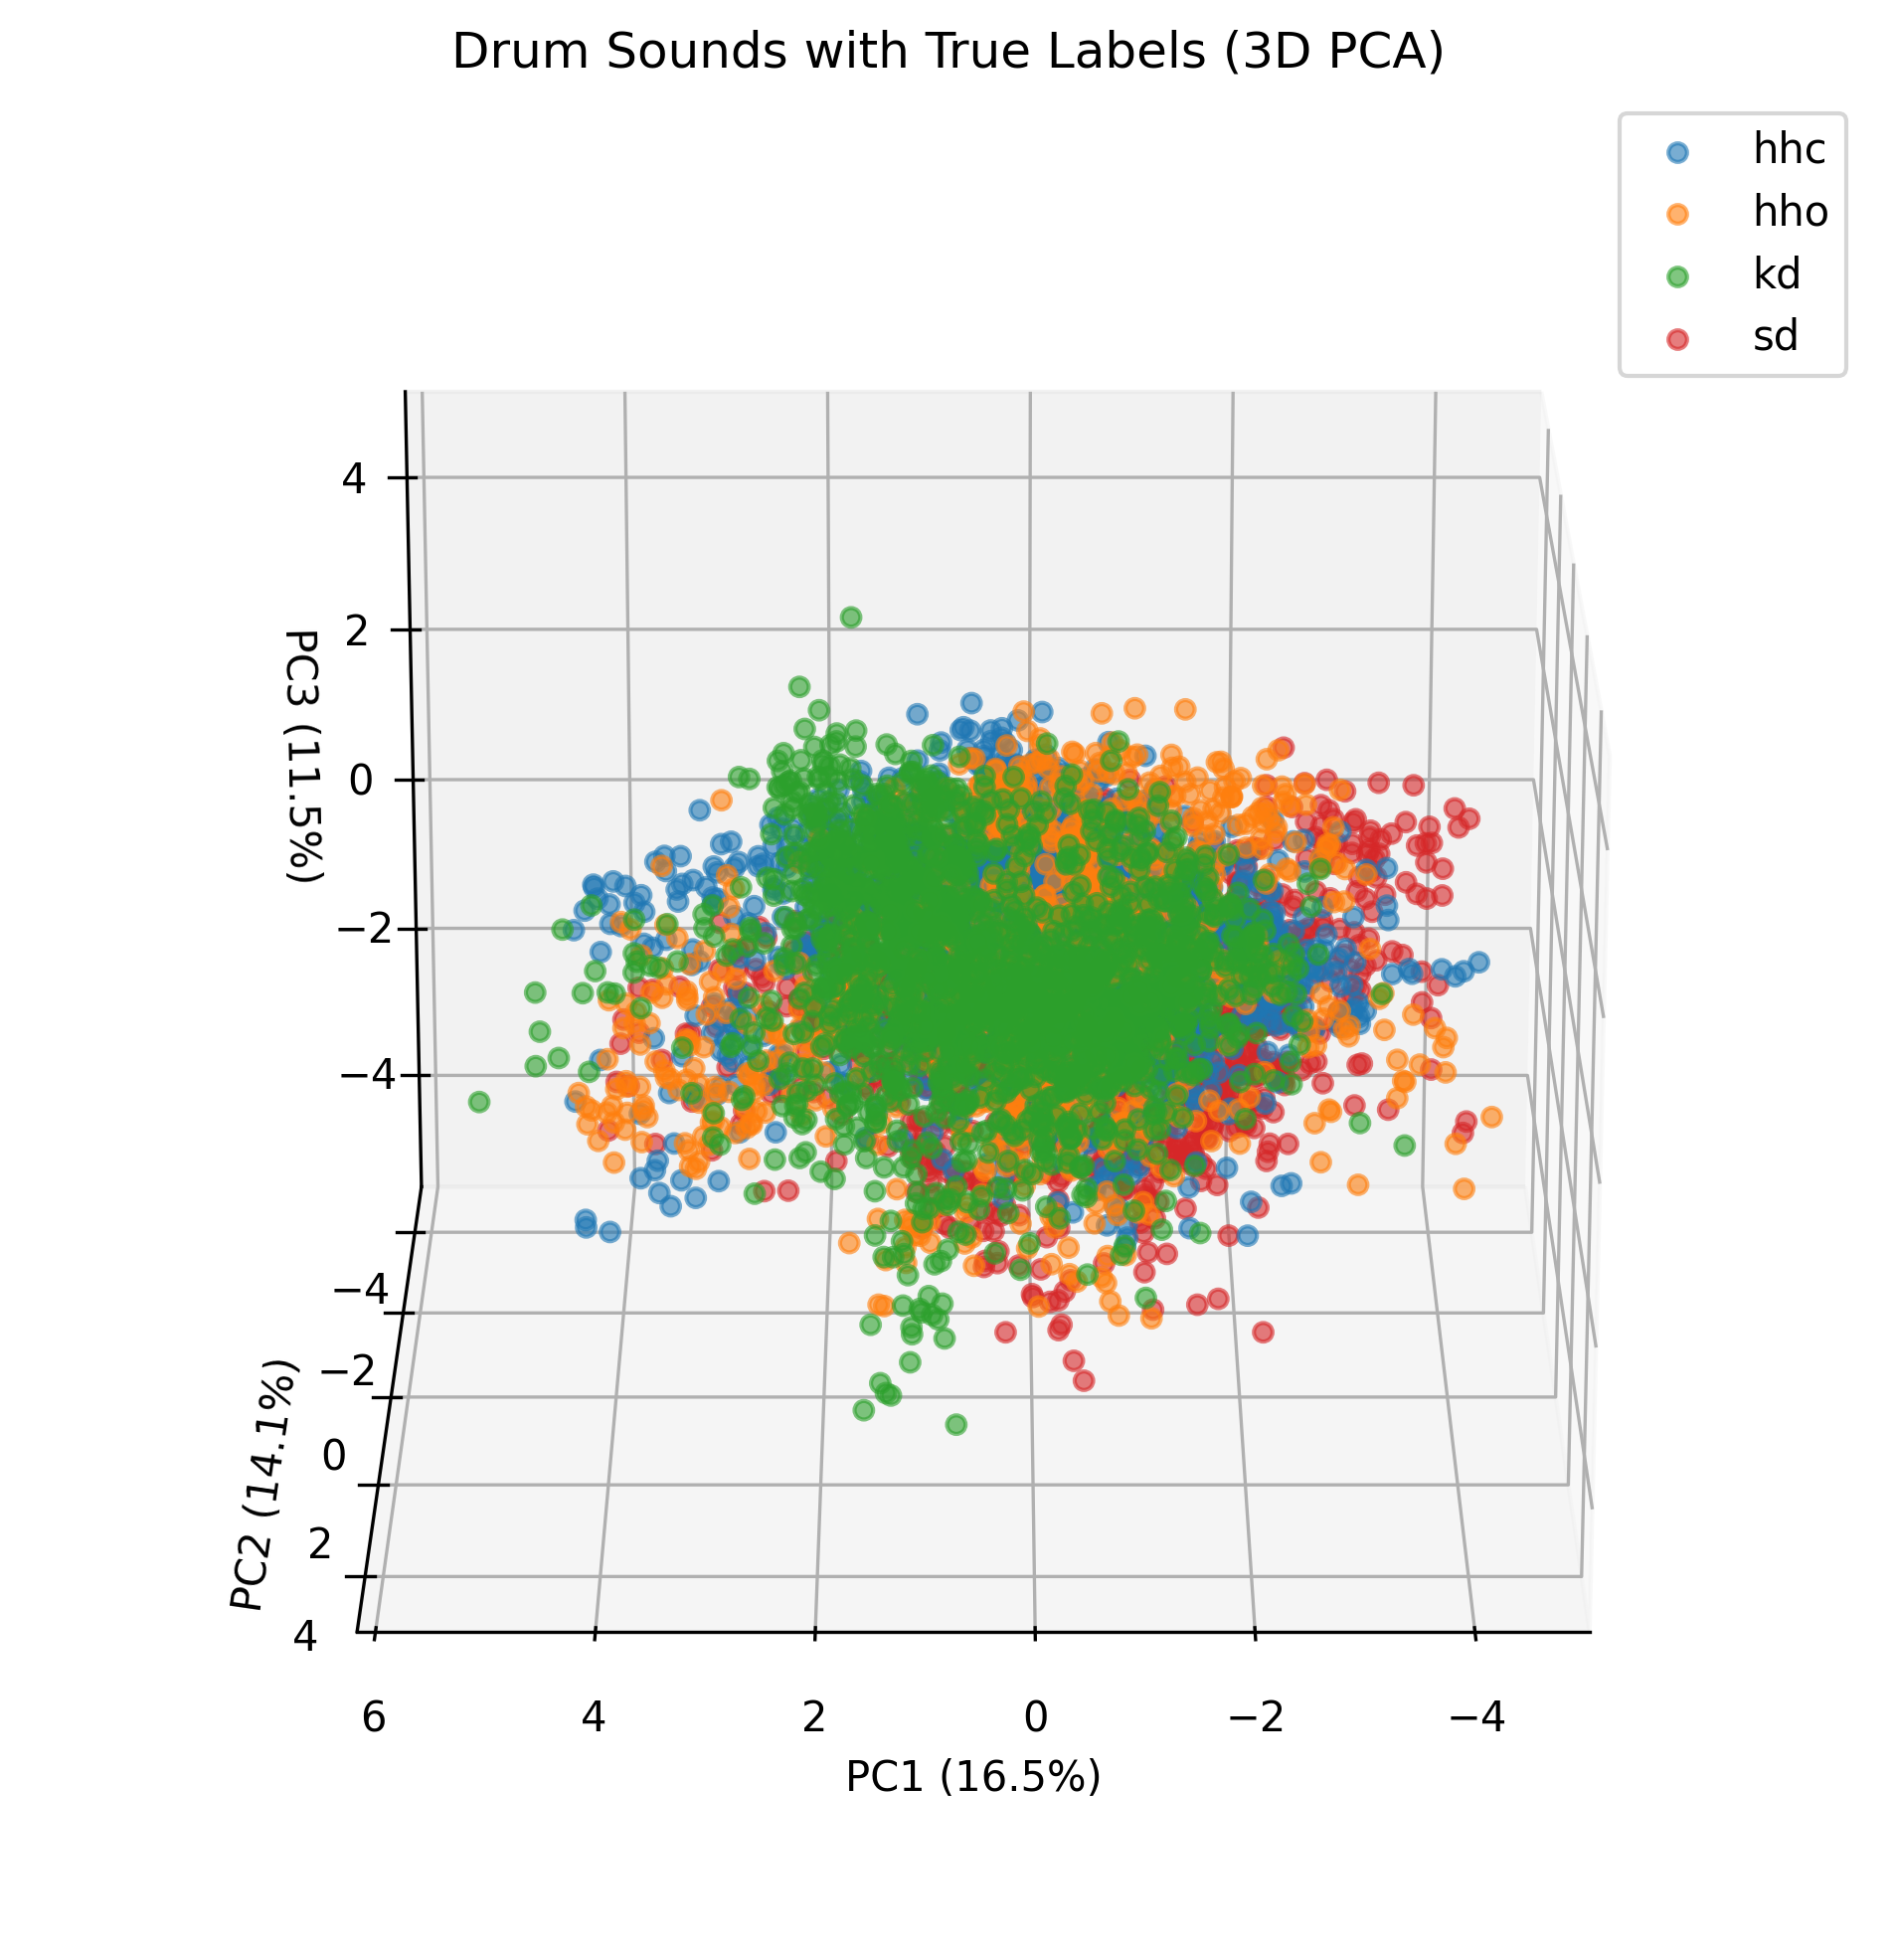 Drum Sounds with True Labels (3D PCA)
hhc
hho
kd
sd
4
2
0
−2
−4
PC3 (11.5%)
−4
−2
0
2
4
PC2 (14.1%)
6
4
2
0
−2
−4
PC1 (16.5%)